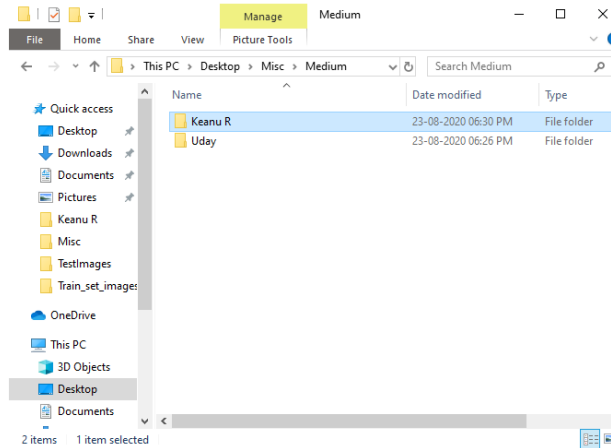 Manage
Medium
File
Home
Share
View
Picture Tools
This PC
Desktop
Misc
Medium
Search Medium
Name
Date modified
Type
Keanu R
23-08-2020 06:30 PM
File folder
Uday
23-08-2020 06:26 PM
File folder
Quick access
Desktop
Downloads
Documents
Pictures
Keanu R
Misc
TestImages
Train_set_images
OneDrive
This PC
3D Objects
Desktop
Documents
2 items
1 item selected